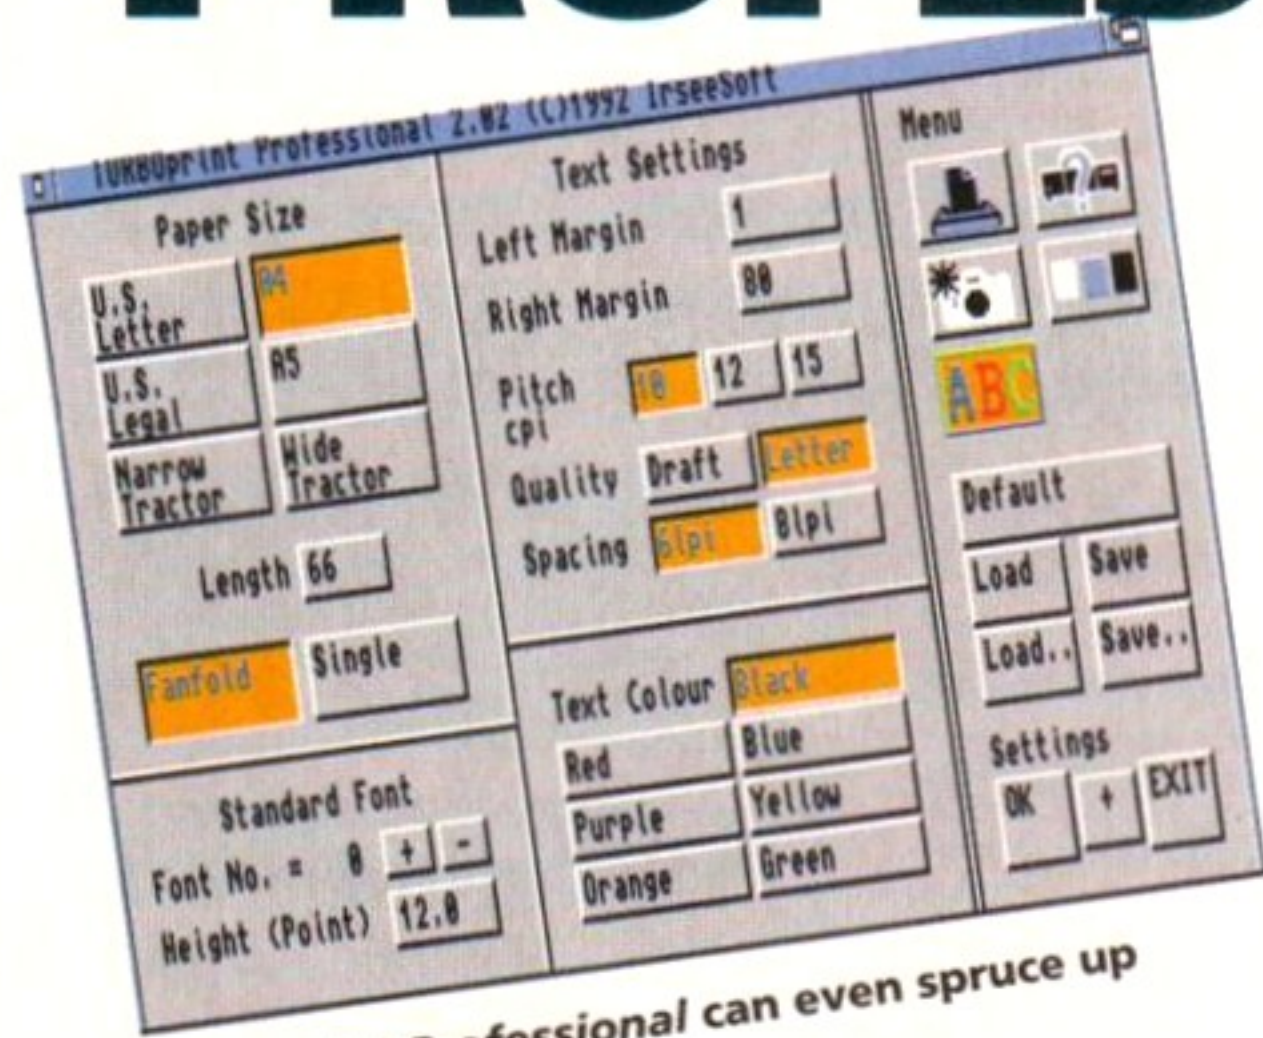 TURBOprint Professional 2.02 (C)1992 IrseeSoft
Paper Size
U.S. Letter
A4
U.S. Legal
A5
Narrow Tractor
Wide Tractor
Length 66
Fanfold Single
Standard Font
Font No. = 0 + -
Height (Point) 12.0
Text Settings
Left Margin 1
Right Margin 80
Pitch cpi 10 12 15
Quality Draft Letter
Spacing 6lpi 8lpi
Text Colour Black
Red Blue
Purple Yellow
Orange Green
Menu
?
ABC
Default
Load Save
Load.. Save..
Settings
OK + EXIT
Professional can even spruce up